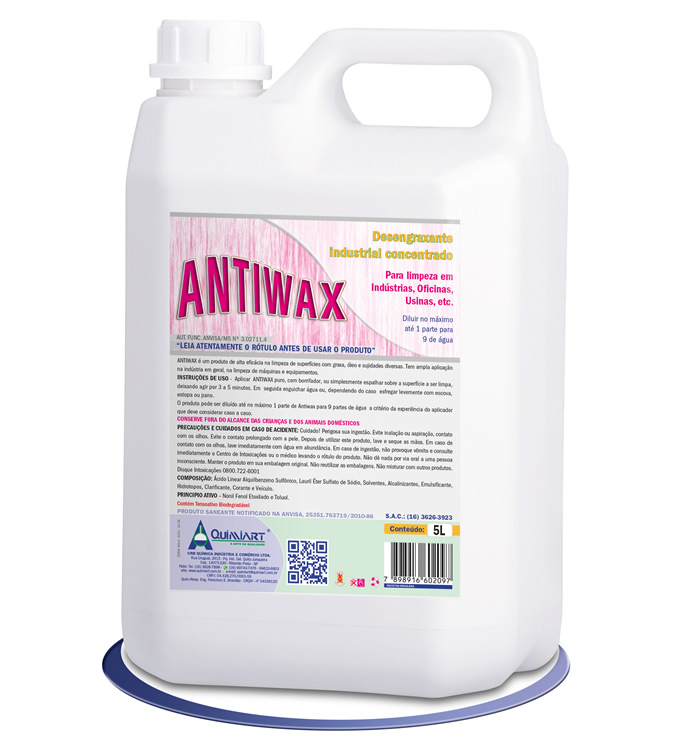 Desengraxante
Industrial concentrado
ANTIWAX
Para limpeza em
Indústrias, Oficinas,
Usinas, etc.
Diluir no máximo
até 1 parte para
9 de água
AUT. FUNC. ANVISA/MS Nº 3.02711.4
"LEIA ATENTAMENTE O RÓTULO ANTES DE USAR O PRODUTO"
ANTIWAX é um produto de alta eficácia na limpeza de superfícies com graxa, óleo e sujidades diversas. Tem ampla aplicação
na indústria em geral, na limpeza de máquinas e equipamentos.
INSTRUÇÕES DE USO - Aplicar ANTIWAX puro, com borrifador, ou simplesmente espalhar sobre a superfície a ser limpa,
deixando agir por 3 a 5 minutos. Em seguida enguichar água ou, dependendo do caso esfregar levemente com escova,
estopa ou pano.
O produto pode ser diluído até no máximo 1 parte de Antiwax para 9 partes de água a critério da experiência do aplicador
que deve considerar caso a caso.
CONSERVE FORA DO ALCANCE DAS CRIANÇAS E DOS ANIMAIS DOMÉSTICOS
PRECAUÇÕES E CUIDADOS EM CASO DE ACIDENTE: Cuidado! Perigosa sua ingestão. Evite inalação ou aspiração, contato
com os olhos. Evite o contato prolongado com a pele. Depois de utilizar este produto, lave e seque as mãos. Em caso de
contato com os olhos, lave imediatamente com água em abundância. Em caso de ingestão, não provoque vômito e consulte
imediatamente o Centro de Intoxicações ou o médico levando o rótulo do produto. Não dê nada por via oral a uma pessoa
inconsciente. Manter o produto em sua embalagem original. Não reutilizar as embalagens. Não misturar com outros produtos.
Disque Intoxicações 0800.722-6001
COMPOSIÇÃO: Ácido Linear Alquilbenzeno Sulfônico, Lauril Éter Sulfato de Sódio, Solventes, Alcalinizantes, Emulsificante,
Hidrotopos, Clarificante, Corante e Veículo.
PRINCIPIO ATIVO - Nonil Fenol Etoxilado e Toluol.
Contém Tensoativo Biodegradável
PRODUTO SANEANTE NOTIFICADO NA ANVISA, 25351.763719/2010-86
S.A.C.: (16) 3626-3923
QUIMIART
A ARTE DA QUALIDADE
Conteúdo: 5L
7 898916 602097